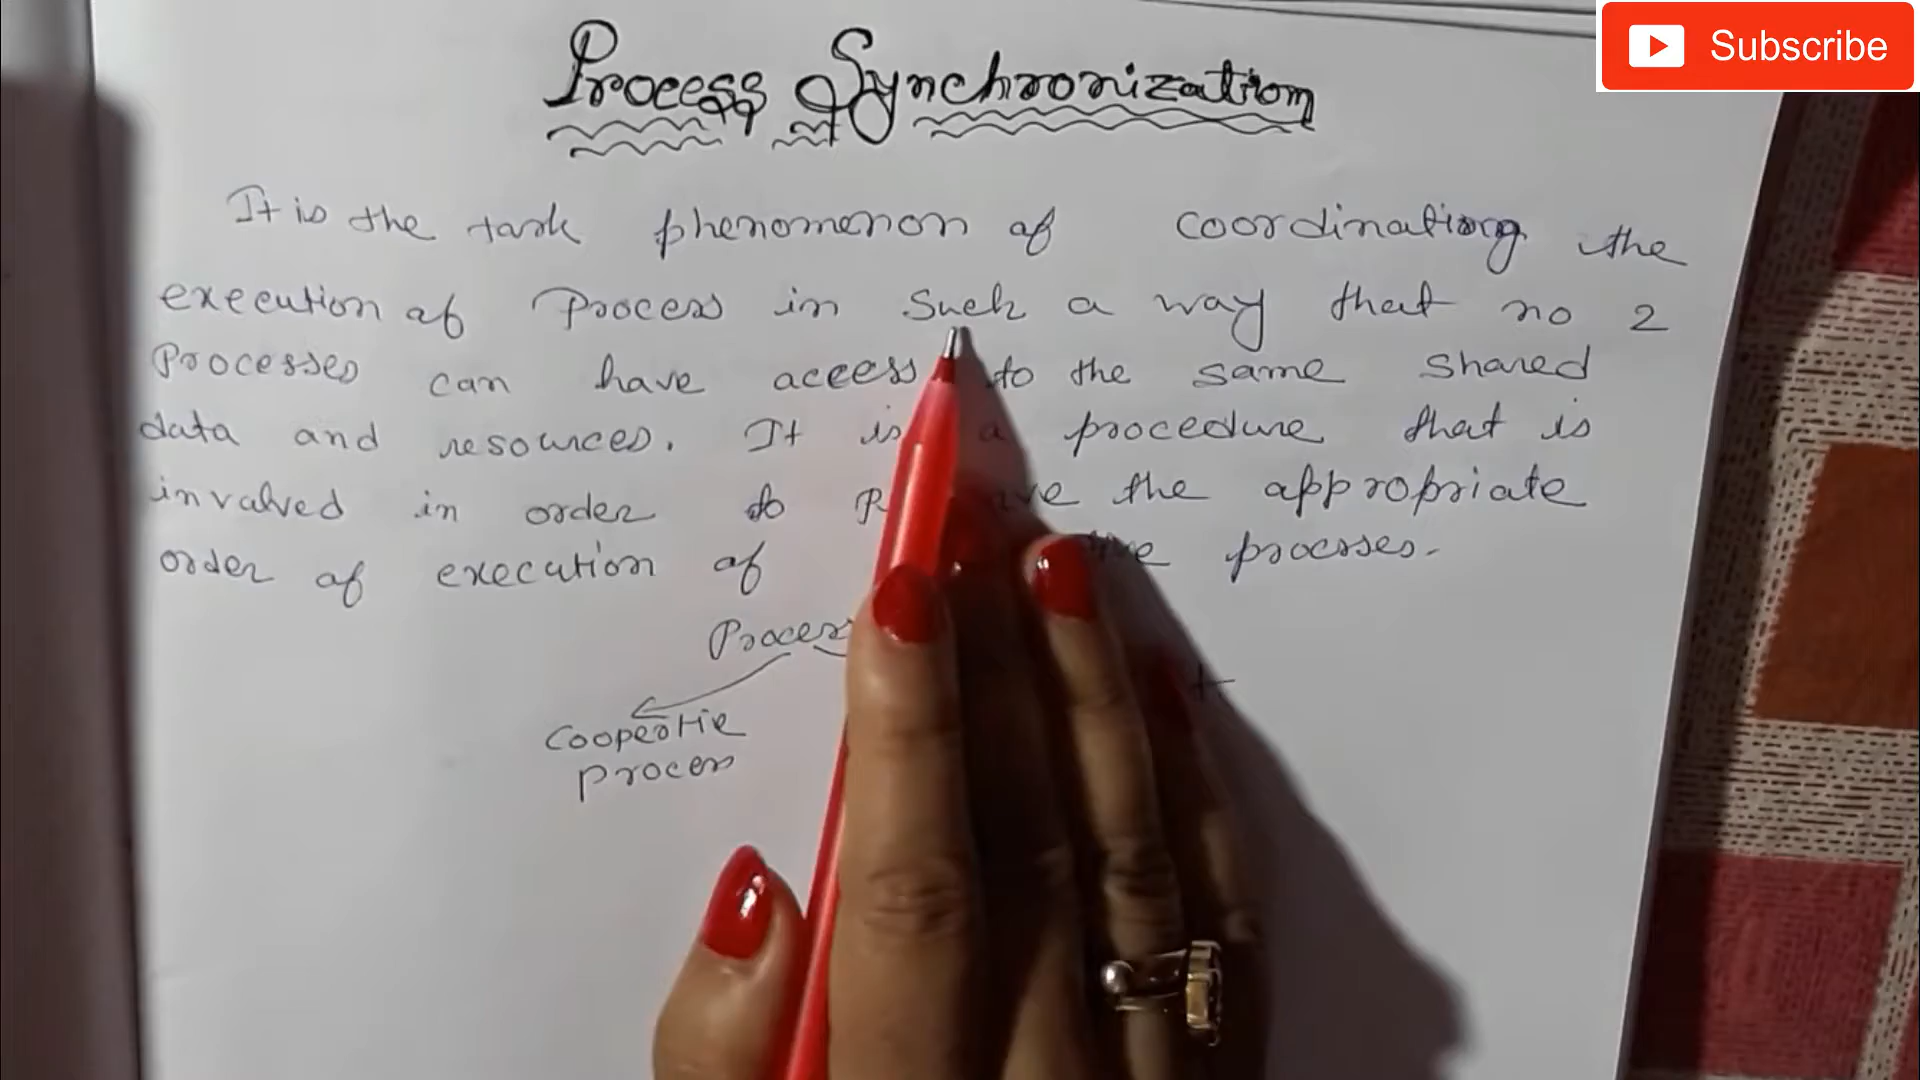 Process Synchronization
Subscribe
It is the task phenomenon of coordinating the
execution of Process in Such a way that no 2
Processes can have access to the same shared
data and resources. It is a procedure that is
involved in order to the appropriate
order of execution of processes.
Process
Coopertie
process